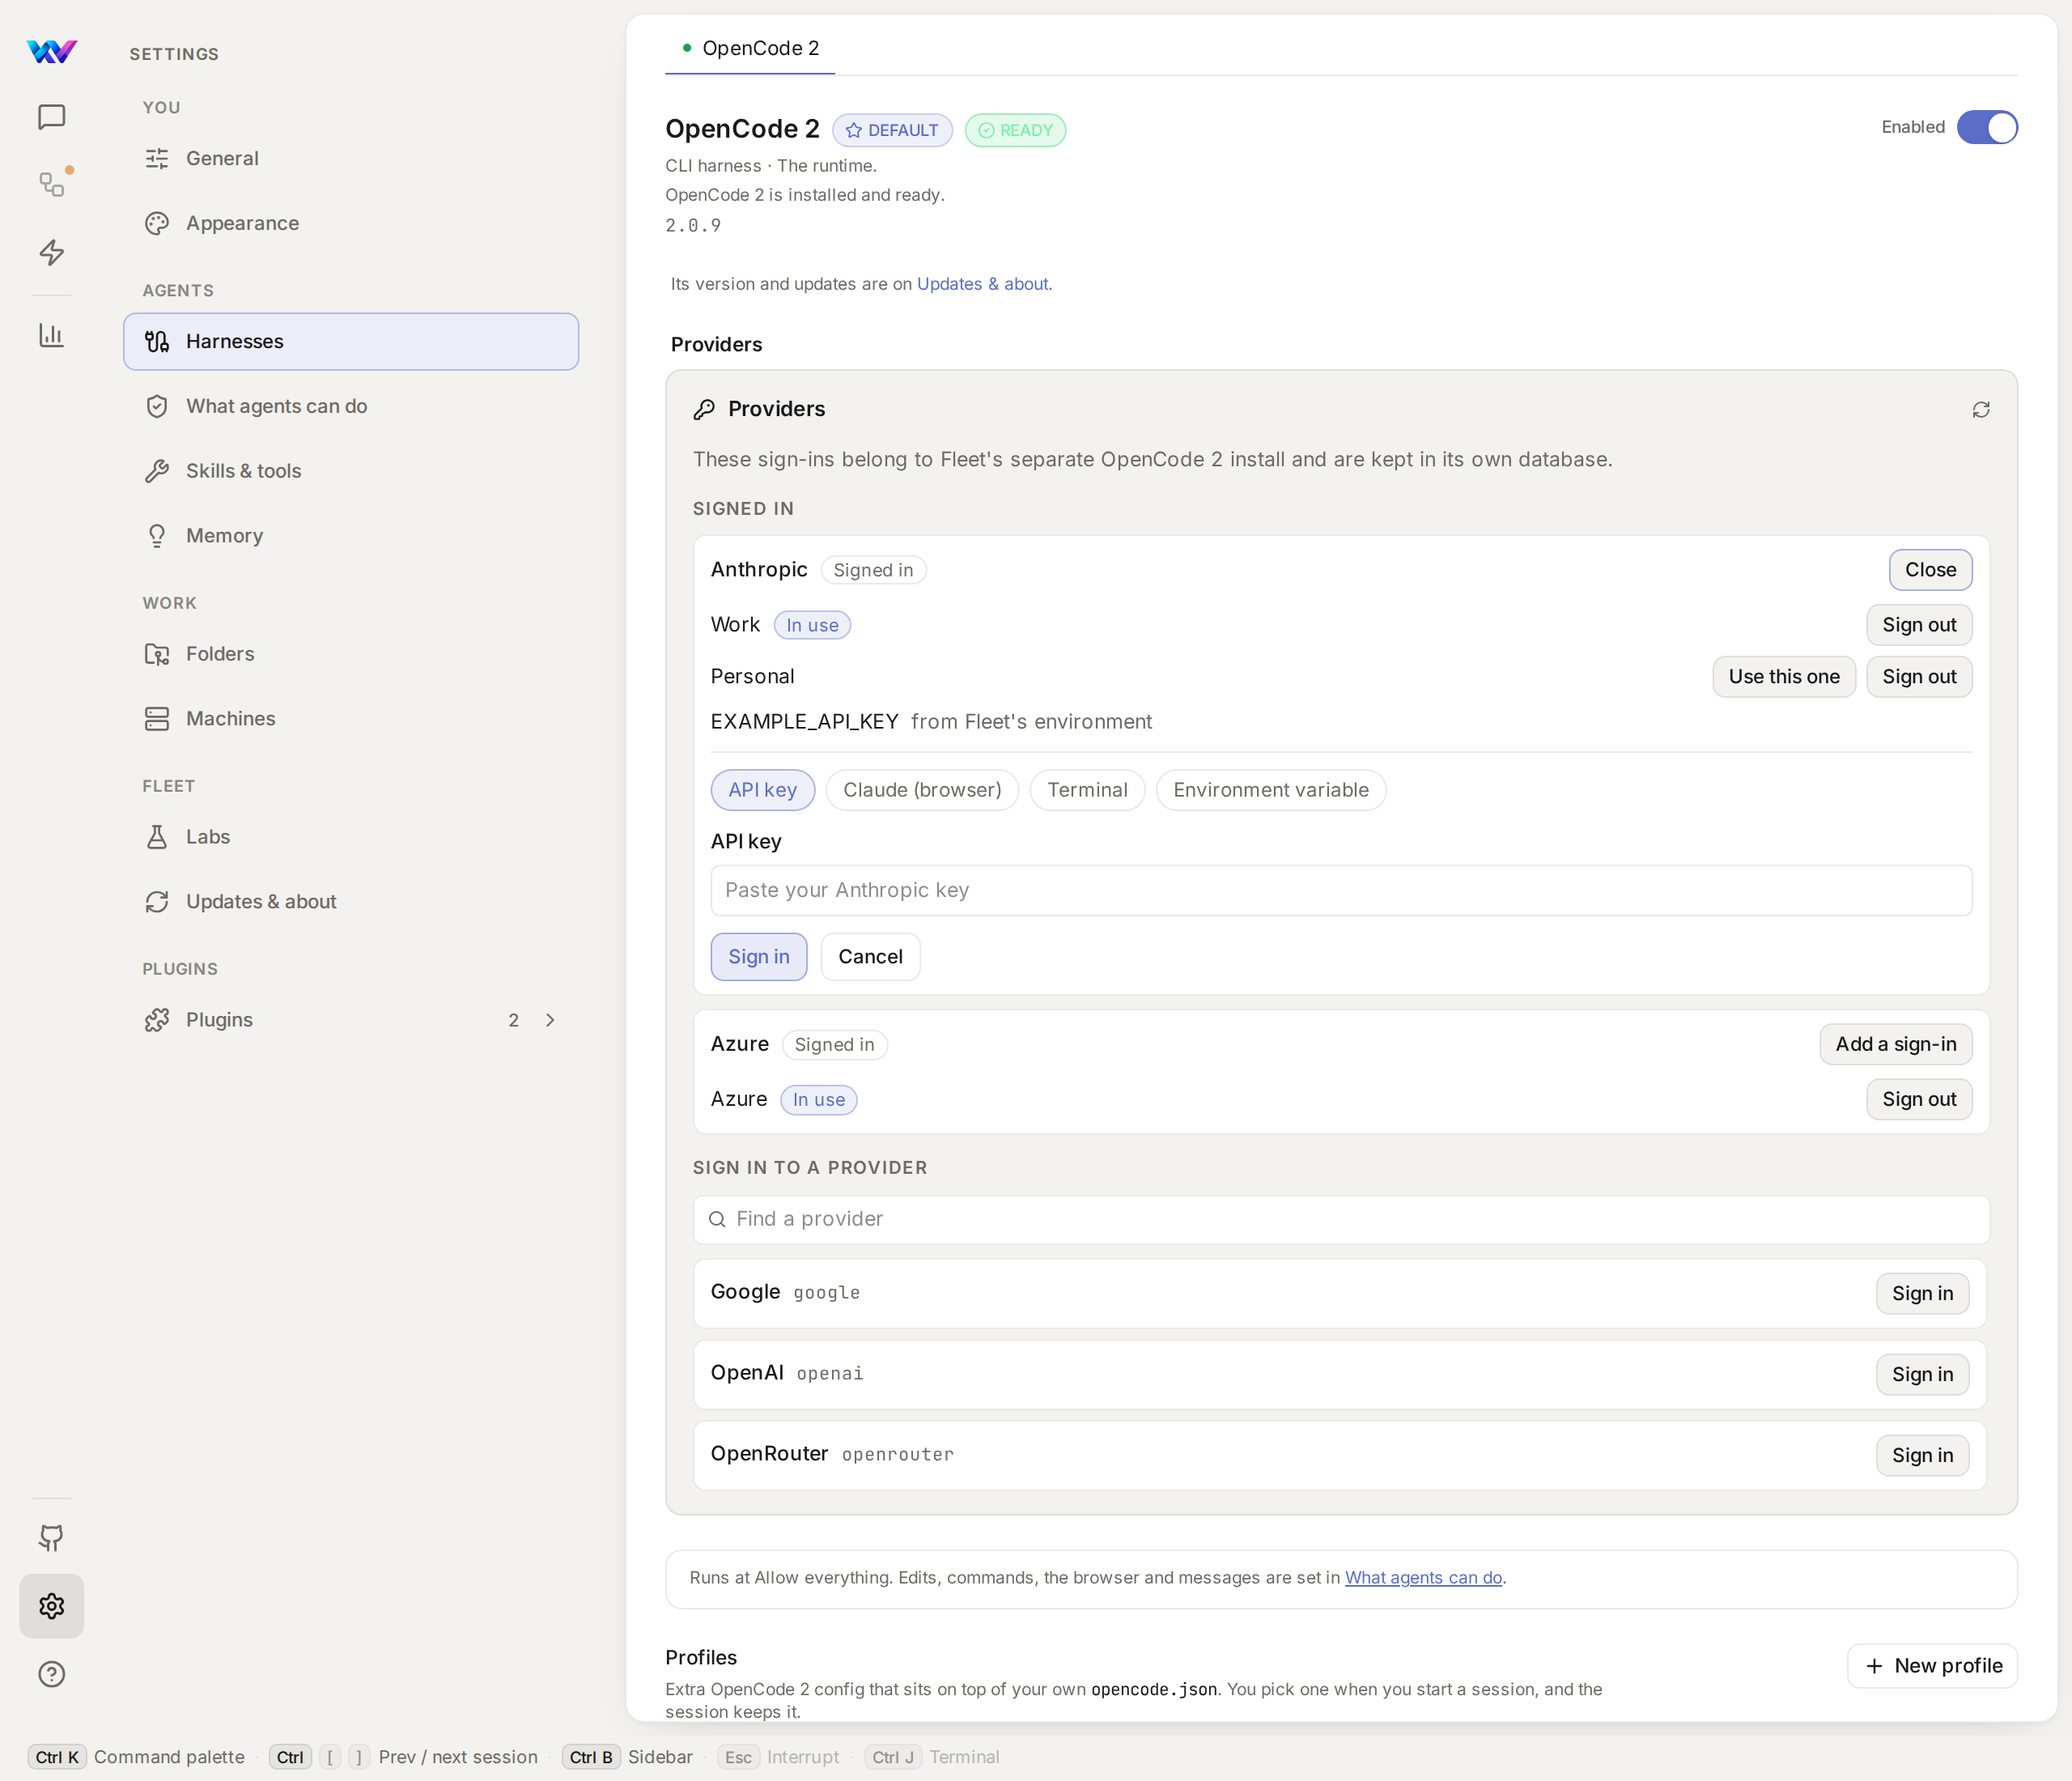 SETTINGS
YOU
General
Appearance
AGENTS
Harnesses
What agents can do
Skills & tools
Memory
WORK
Folders
Machines
FLEET
Labs
Updates & about
PLUGINS
Plugins 2
OpenCode 2
OpenCode 2 DEFAULT READY Enabled
CLI harness · The runtime.
OpenCode 2 is installed and ready.
2.0.9
Its version and updates are on Updates & about.
Providers
Providers
These sign-ins belong to Fleet's separate OpenCode 2 install and are kept in its own database.
SIGNED IN
Anthropic Signed in Close
Work In use Sign out
Personal Use this one Sign out
EXAMPLE_API_KEY from Fleet's environment
API key Claude (browser) Terminal Environment variable
API key
Paste your Anthropic key
Sign in Cancel
Azure Signed in Add a sign-in
Azure In use Sign out
SIGN IN TO A PROVIDER
Find a provider
Google google Sign in
OpenAI openai Sign in
OpenRouter openrouter Sign in
Runs at Allow everything. Edits, commands, the browser and messages are set in What agents can do.
Profiles New profile
Extra OpenCode 2 config that sits on top of your own opencode.json. You pick one when you start a session, and the
session keeps it.
Ctrl K Command palette · Ctrl [ ] Prev / next session · Ctrl B Sidebar · Esc Interrupt · Ctrl J Terminal